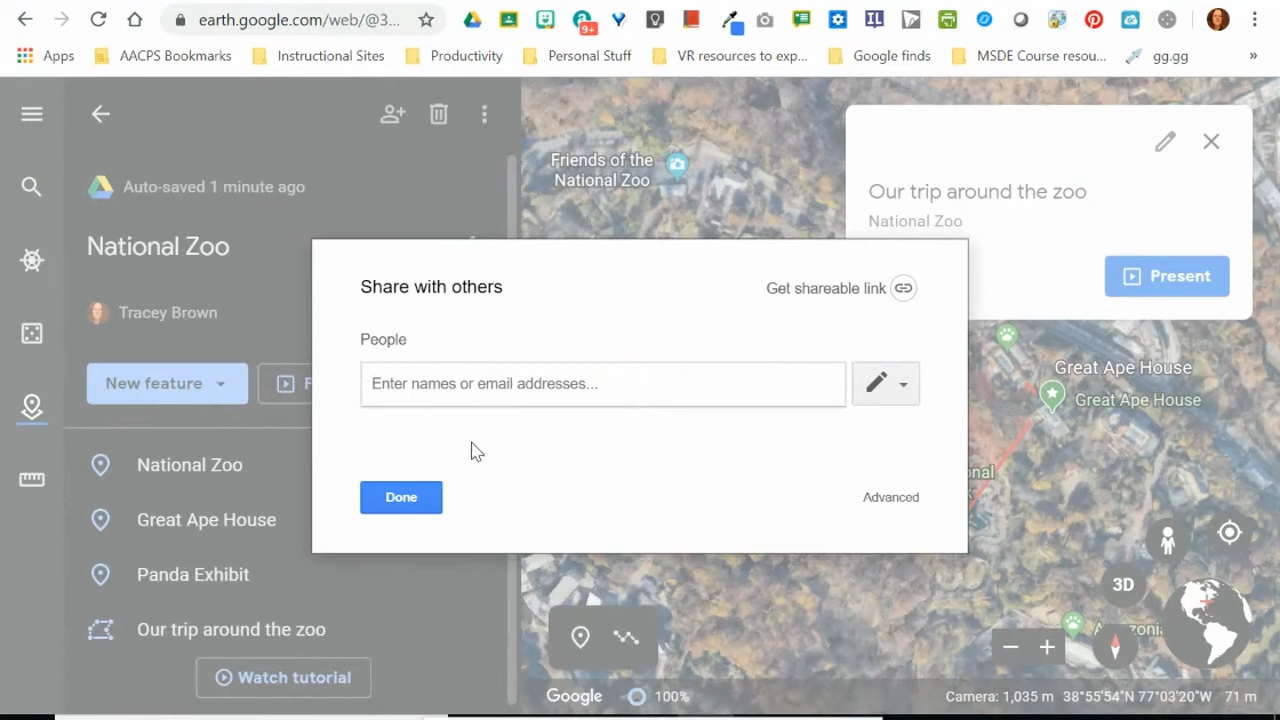 earth.google.com/web/@3...
9+
Apps
AACPS Bookmarks
Instructional Sites
Productivity
Personal Stuff
VR resources to exp...
Google finds
MSDE Course resou...
gg.gg
»
Auto-saved 1 minute ago
National Zoo
Tracey Brown
New feature
National Zoo
Great Ape House
Panda Exhibit
Our trip around the zoo
Watch tutorial
Friends of the
National Zoo
Our trip around the zoo
National Zoo
Present
Share with others
Get shareable link
People
Enter names or email addresses...
Done
Advanced
Great Ape House
Great Ape House
3D
Google
100%
Camera: 1,035 m 38°55'54"N 77°03'20"W 71 m